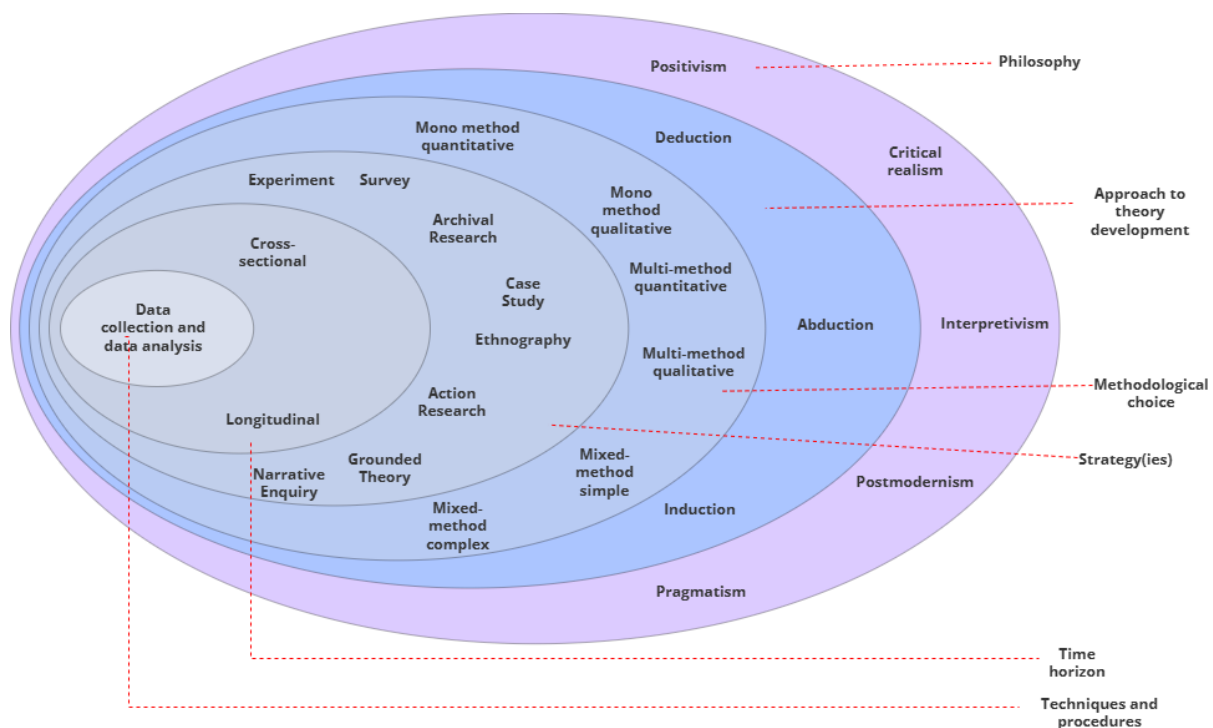 Positivism
Philosophy
Mono method
quantitative
Deduction
Critical
realism
Experiment
Survey
Mono
method
qualitative
Approach to
theory
development
Archival
Research
Cross-
sectional
Multi-method
quantitative
Case
Study
Data
collection and
data analysis
Ethnography
Abduction
Interpretivism
Multi-method
qualitative
Methodological
choice
Action
Research
Longitudinal
Strategy(ies)
Narrative
Enquiry
Grounded
Theory
Mixed-
method
simple
Postmodernism
Mixed-
method
complex
Induction
Pragmatism
Time
horizon
Techniques and
procedures